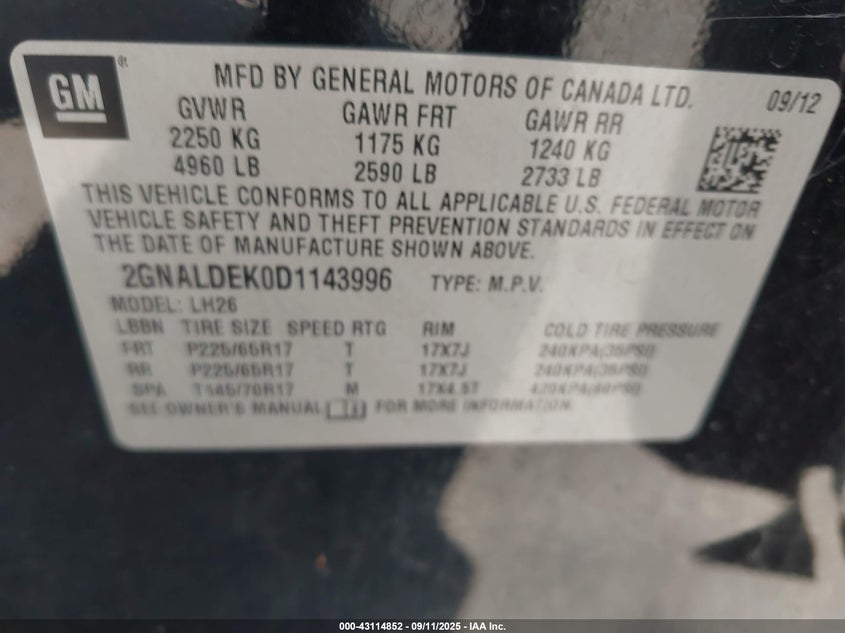 GM®
MFD BY GENERAL MOTORS OF CANADA LTD. 09/12
GVWR GAWR FRT GAWR RR
2250 KG 1175 KG 1240 KG
4960 LB 2590 LB 2733 LB
THIS VEHICLE CONFORMS TO ALL APPLICABLE U.S. FEDERAL MOTOR
VEHICLE SAFETY AND THEFT PREVENTION STANDARDS IN EFFECT ON
THE DATE OF MANUFACTURE SHOWN ABOVE.
2GNALDEK0D1143996 TYPE: M.P.V.
MODEL: LH26
LBBN TIRE SIZE SPEED RTG RIM COLD TIRE PRESSURE
FRT P225/65R17 T 17X7J 240KPA(35PSI)
RR P225/65R17 T 17X7J 240KPA(35PSI)
SPA T145/70R17 M 17X4.5T 420KPA(60PSI)
SEE OWNER'S MANUAL FOR MORE INFORMATION.
000-43114852 - 09/11/2025 - IAA Inc.